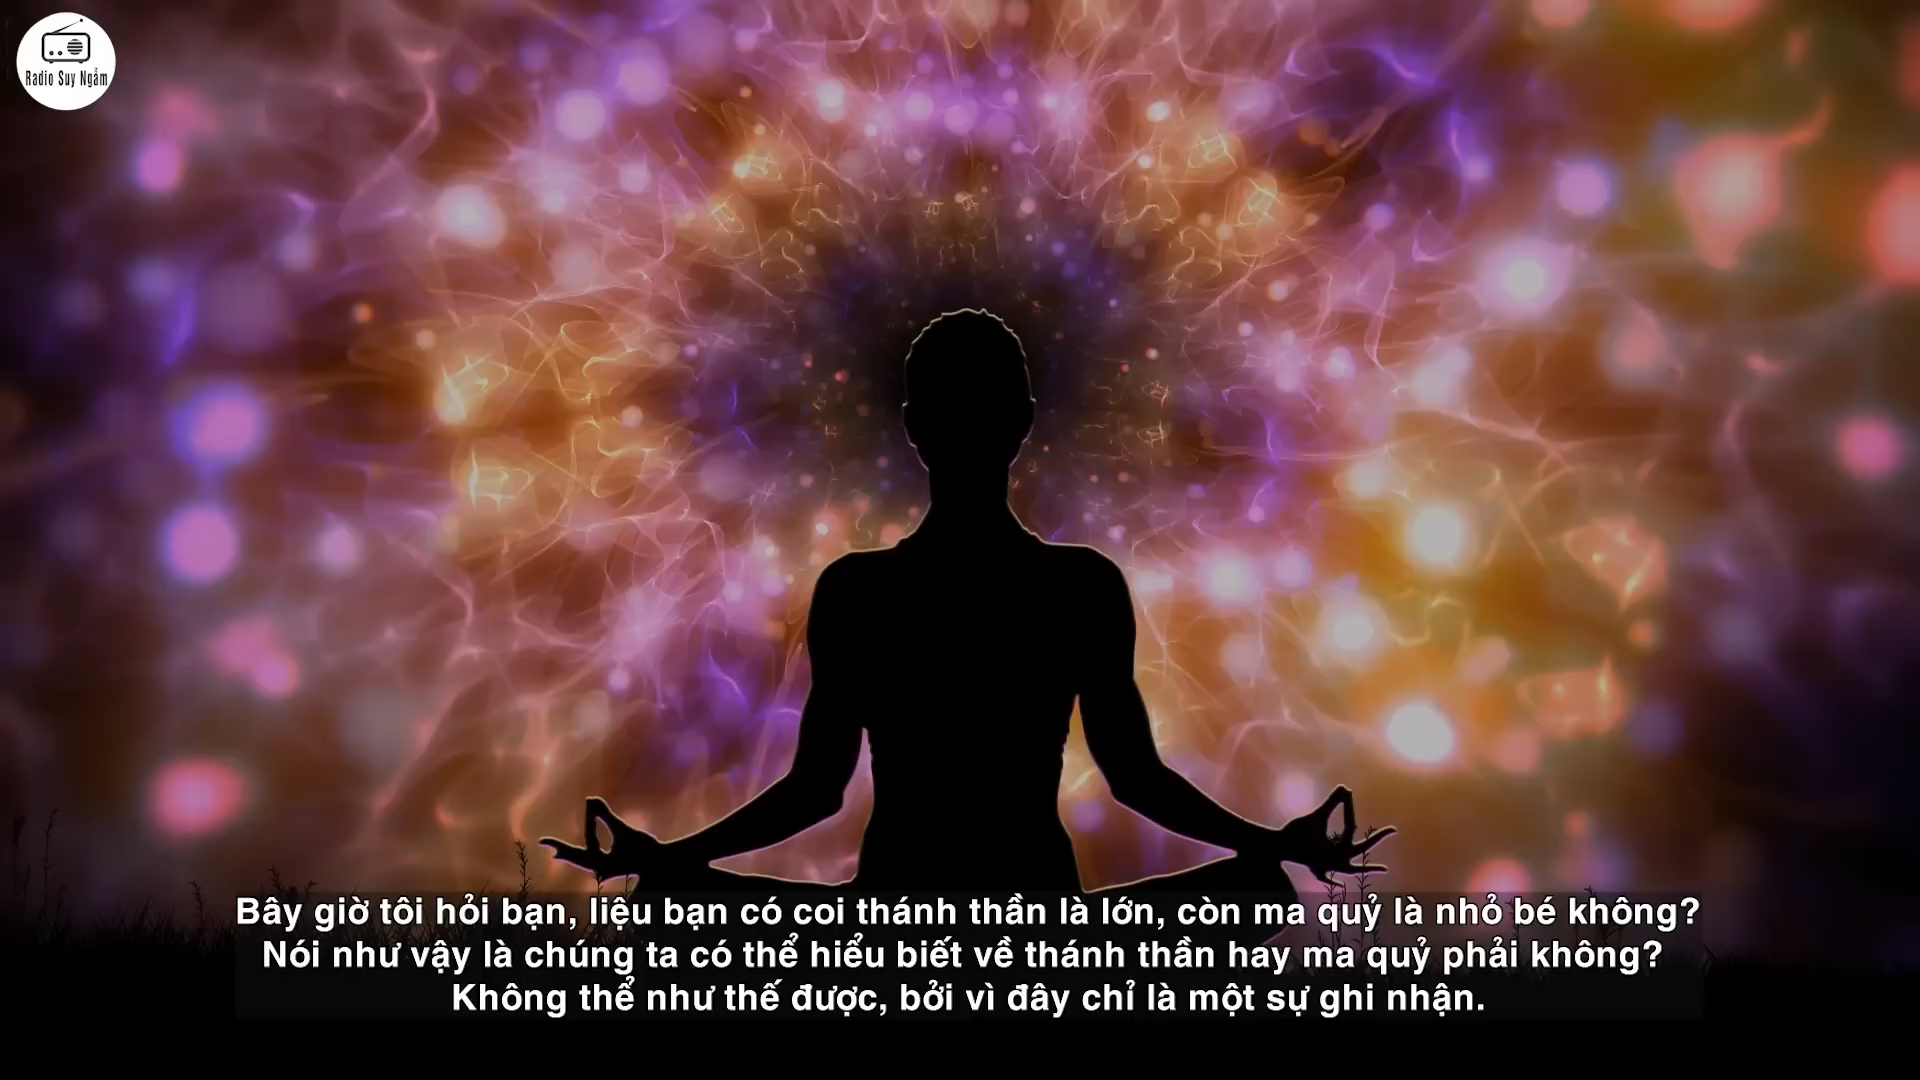 Radio Suy Ngẫm
Bây giờ tôi hỏi bạn, liệu bạn có coi thánh thần là lớn, còn ma quỷ là nhỏ bé không?
Nói như vậy là chúng ta có thể hiểu biết về thánh thần hay ma quỷ phải không?
Không thể như thế được, bởi vì đây chỉ là một sự ghi nhận.